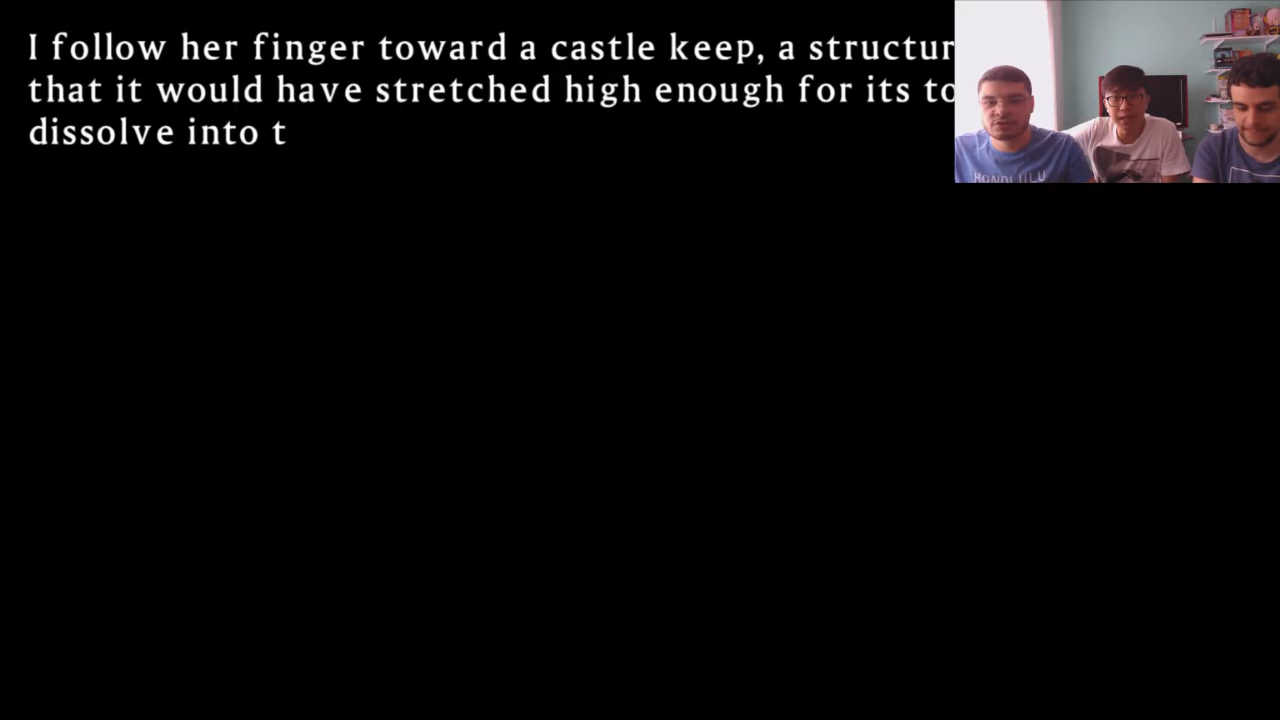 I follow her finger toward a castle keep, a structur
that it would have stretched high enough for its to
dissolve into t
HONOLULU